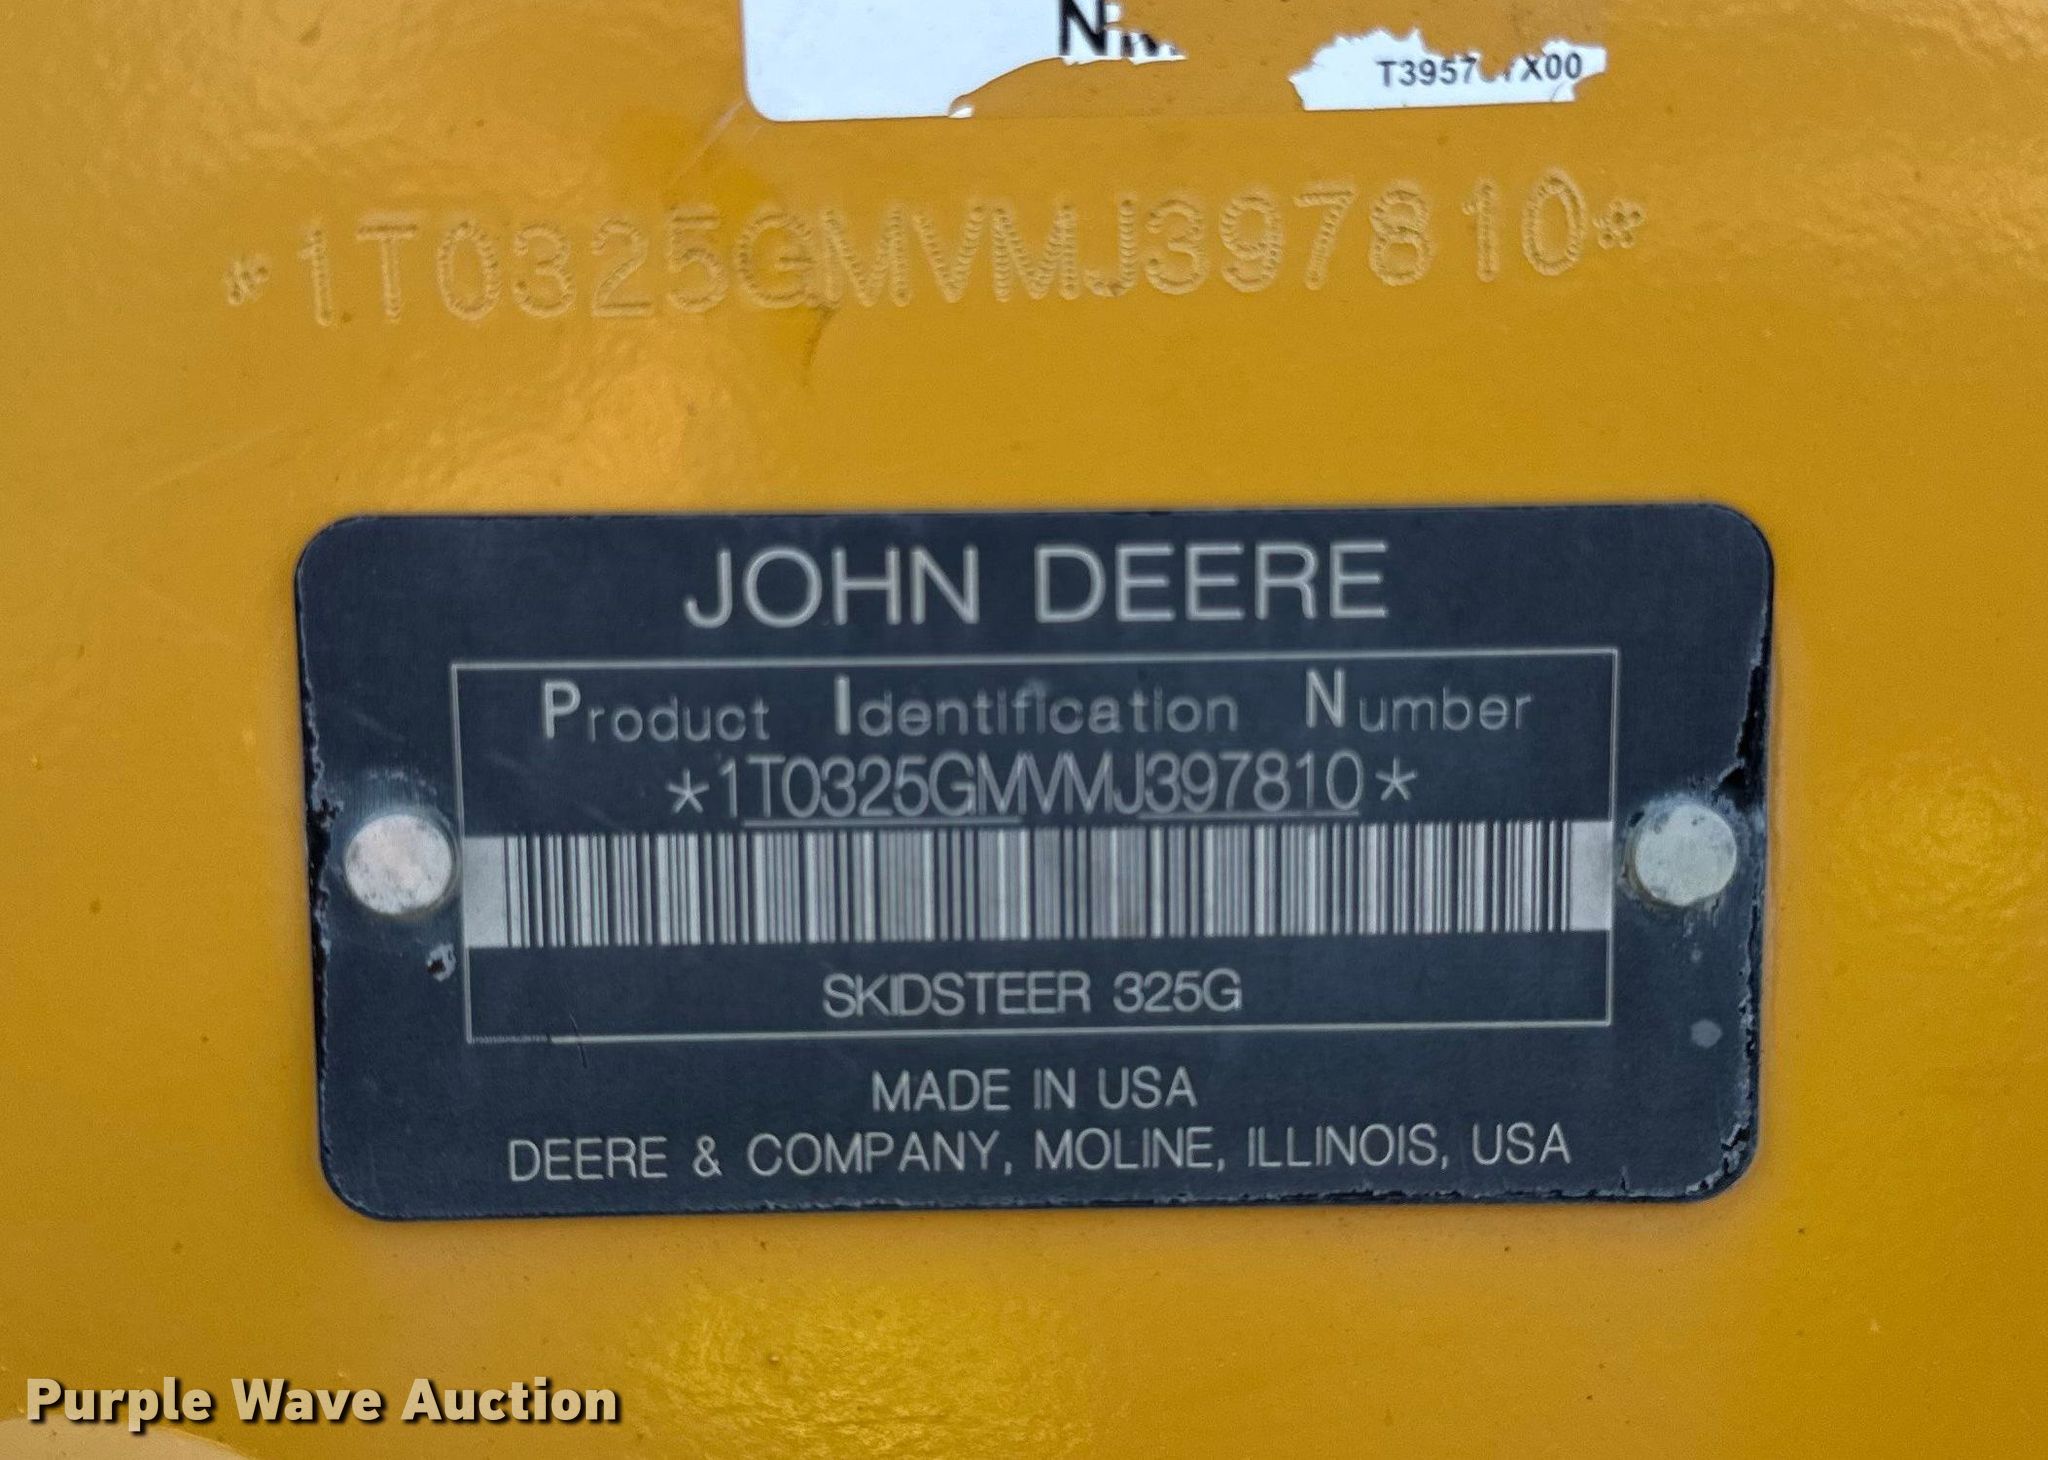 *1T0325GMVMJ397810*
JOHN DEERE
Product Identification Number
*1T0325GMVMJ397810*
SKIDSTEER 325G
MADE IN USA
DEERE & COMPANY, MOLINE, ILLINOIS, USA
Purple Wave Auction